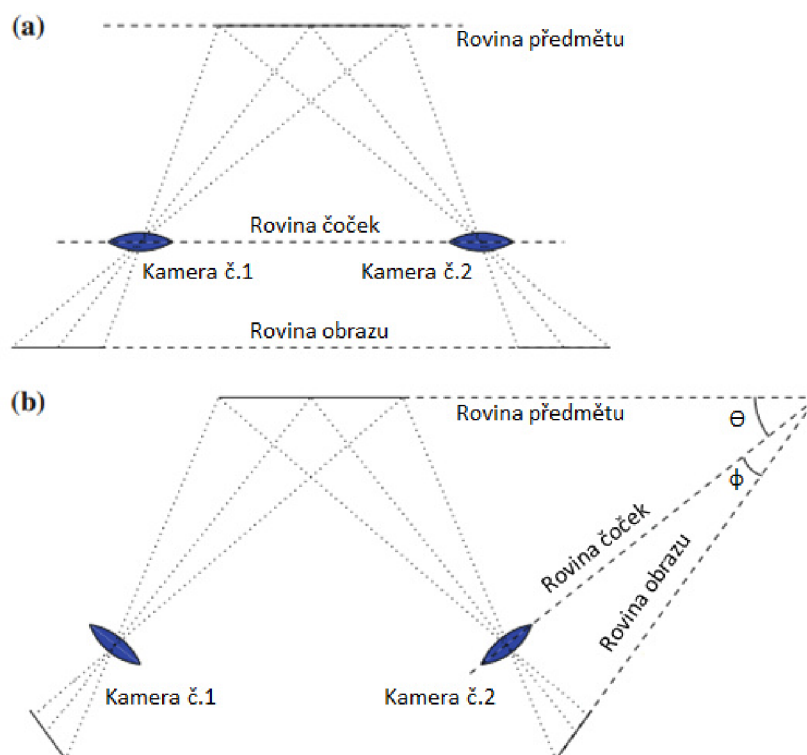 (a)
Rovina předmětu
Rovina čoček
Kamera č.1
Kamera č.2
Rovina obrazu
(b)
Rovina předmětu
Θ
ϕ
Rovina čoček
Rovina obrazu
Kamera č.1
Kamera č.2